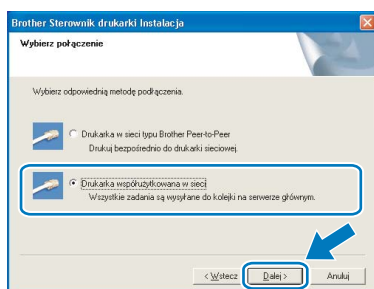 Brother Sterownik drukarki Instalacja
Wybierz połączenie
Wybierz odpowiednią metodę podłączenia.
Drukarka w sieci typu Brother Peer-to-Peer
Drukuj bezpośrednio do drukarki sieciowej.
Drukarka współużytkowana w sieci
Wszystkie zadania są wysyłane do kolejki na serwerze głównym.
< Wstecz
Dalej >
Anuluj